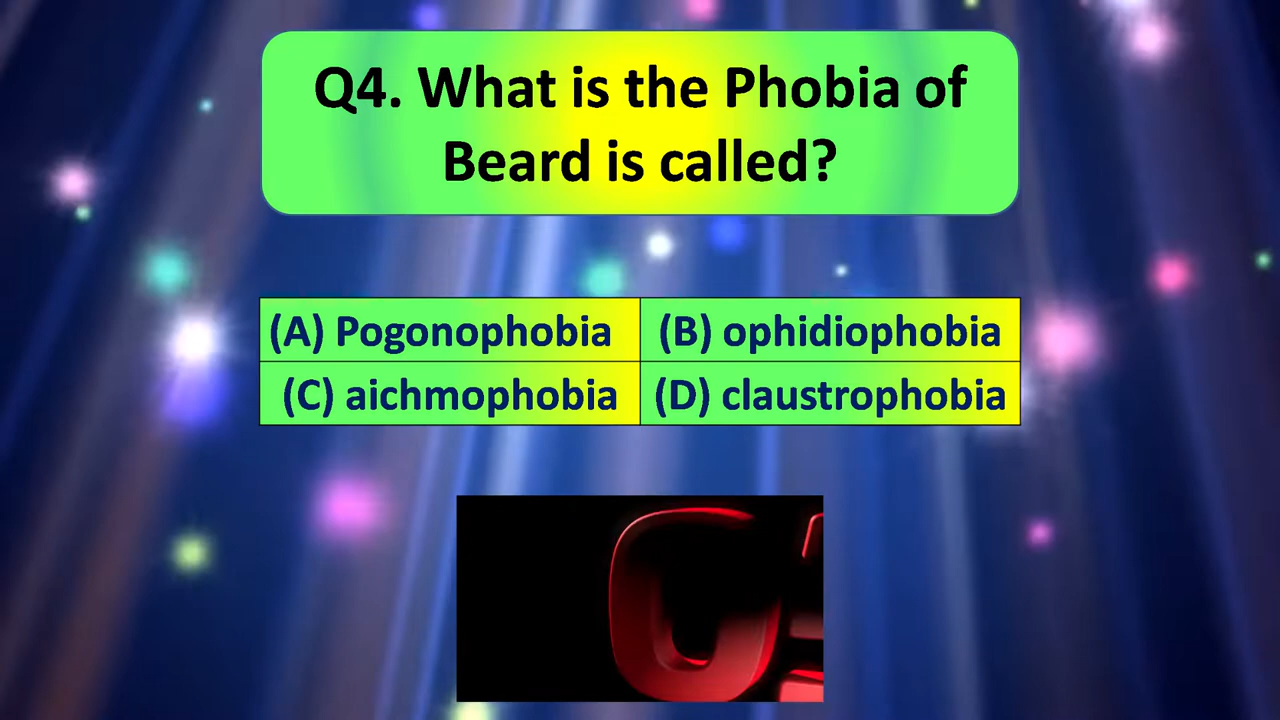 Q4. What is the Phobia of
Beard is called?
(A) Pogonophobia (B) ophidiophobia
(C) aichmophobia (D) claustrophobia